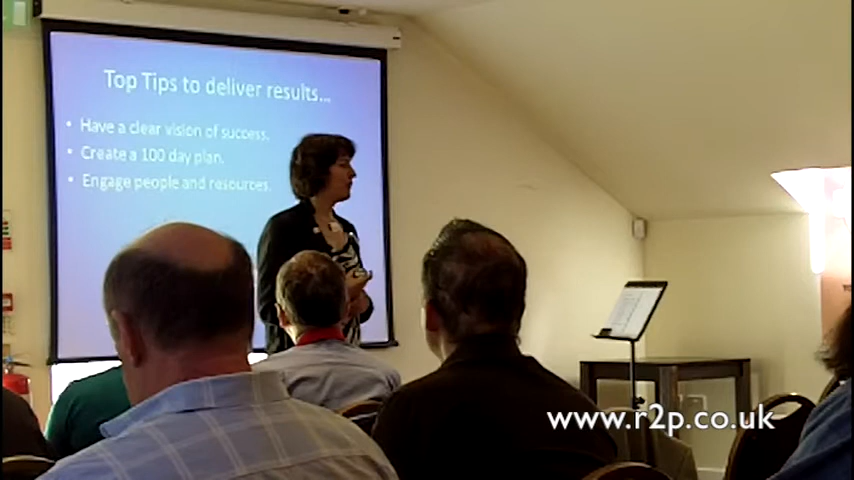 Top Tips to deliver results...
• Have a clear vision of success.
• Create a 100 day plan.
• Engage people and resources.
www.r2p.co.uk